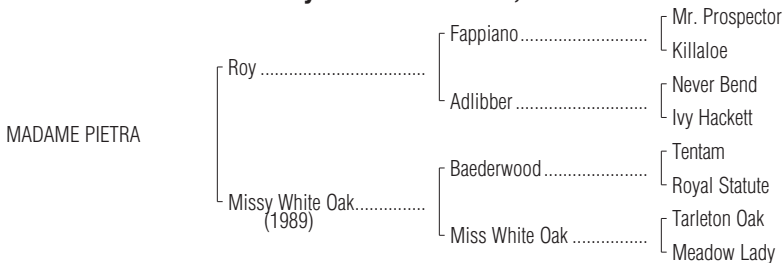 Mr. Prospector
Fappiano
Killaloe
Roy
Never Bend
Adlibber
Ivy Hackett
MADAME PIETRA
Tentam
Baederwood
Royal Statute
Missy White Oak
(1989)
Tarleton Oak
Miss White Oak
Meadow Lady